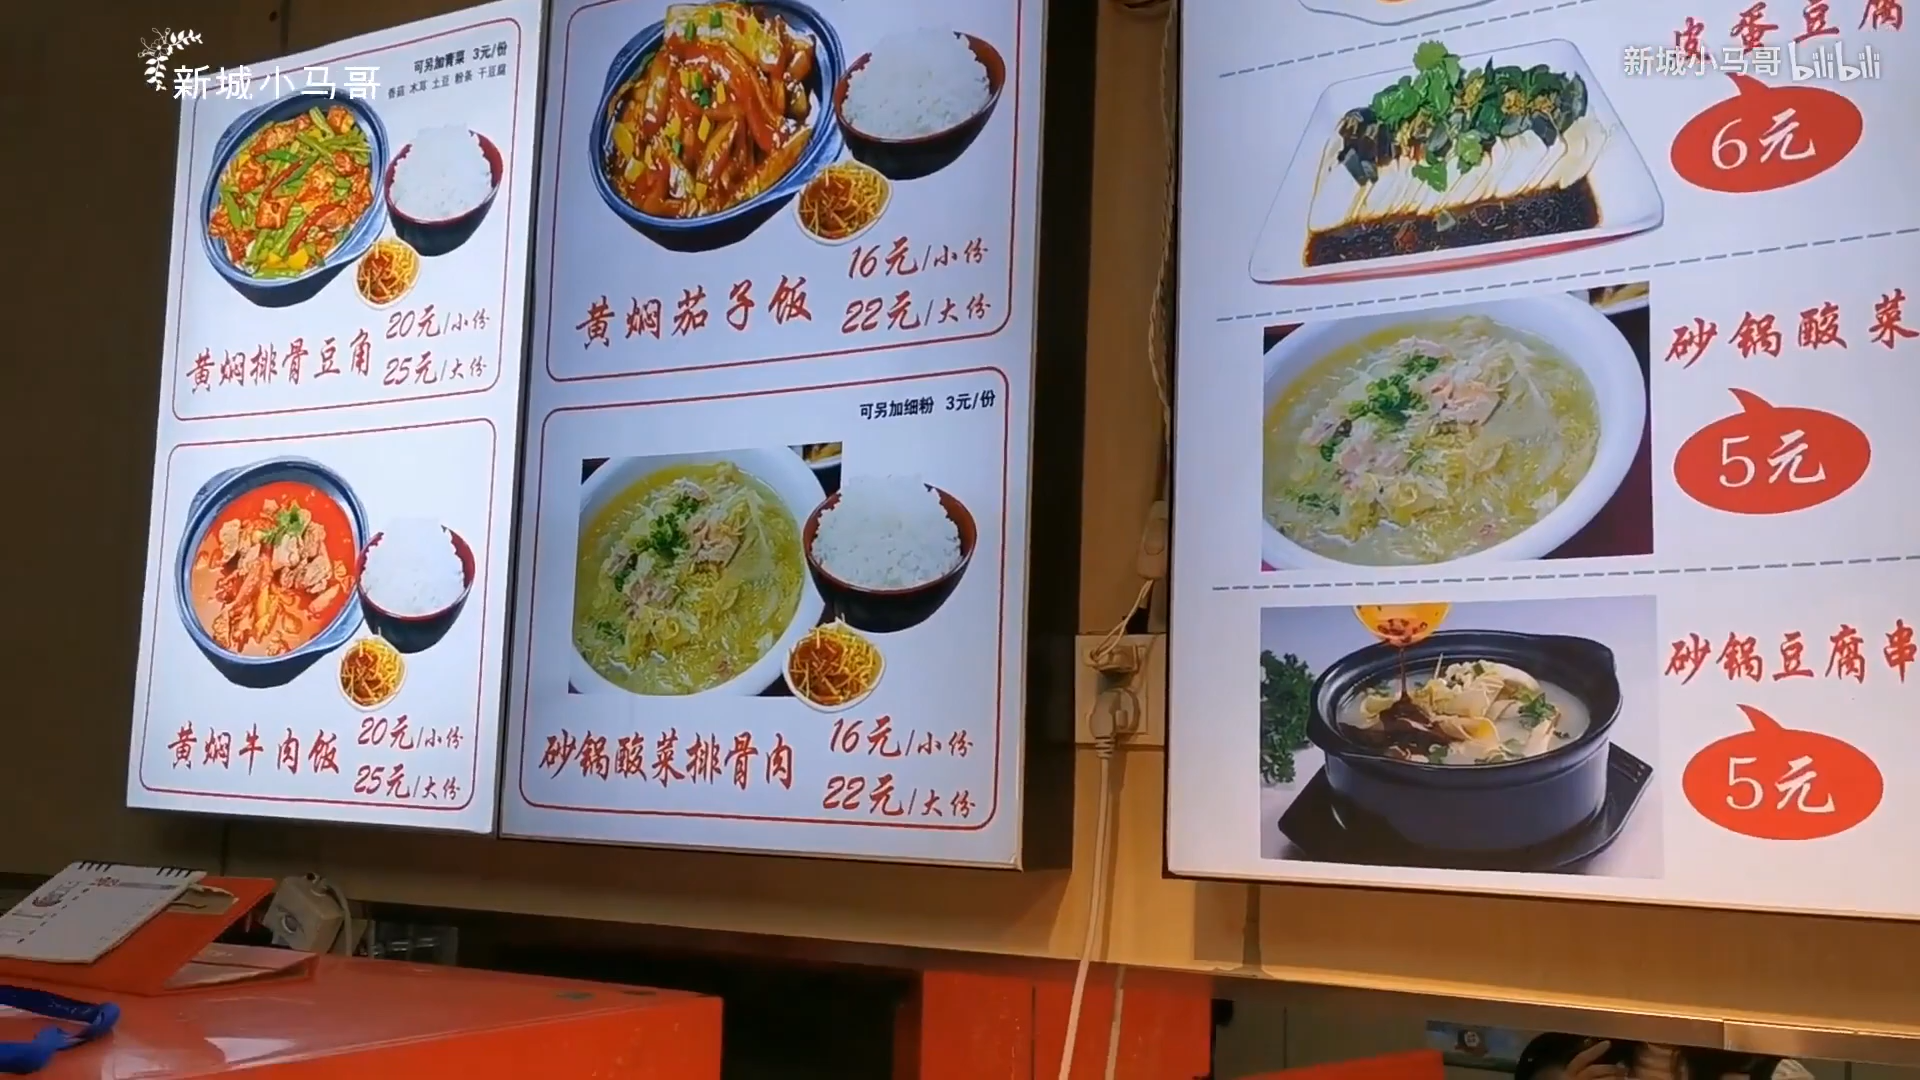 新城小马哥
可另加青菜 3元/份
香菇 木耳 土豆 粉条 干豆腐
黄焖排骨豆角
20元/小份
25元/大份
黄焖牛肉饭
20元/小份
25元/大份
黄焖茄子饭
16元/小份
22元/大份
可另加细粉 3元/份
砂锅酸菜排骨肉
16元/小份
22元/大份
皮蛋豆腐
新城小马哥 bilibili
6元
砂锅酸菜
5元
砂锅豆腐串
5元